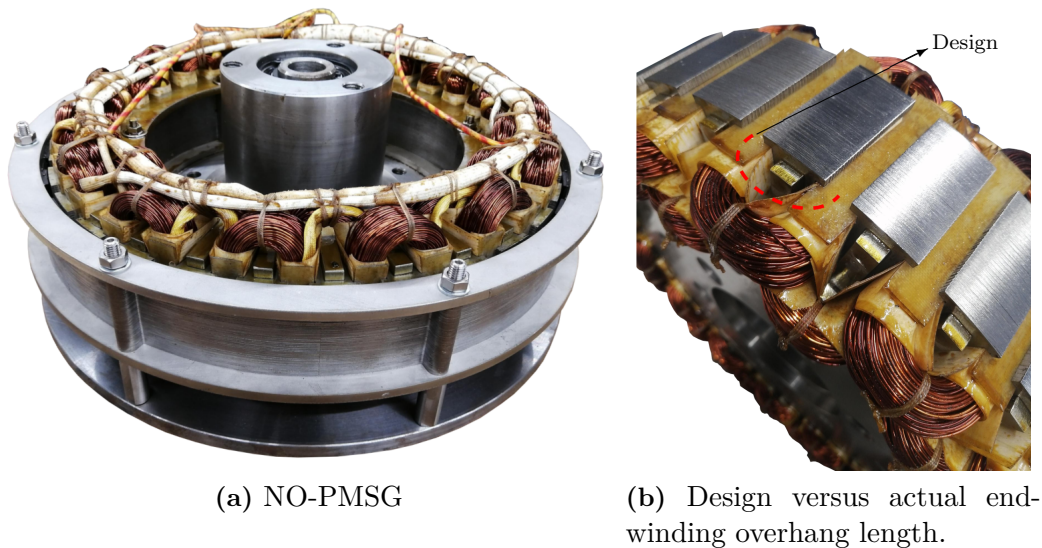 Design
(a) NO-PMSG
(b) Design versus actual end-
winding overhang length.